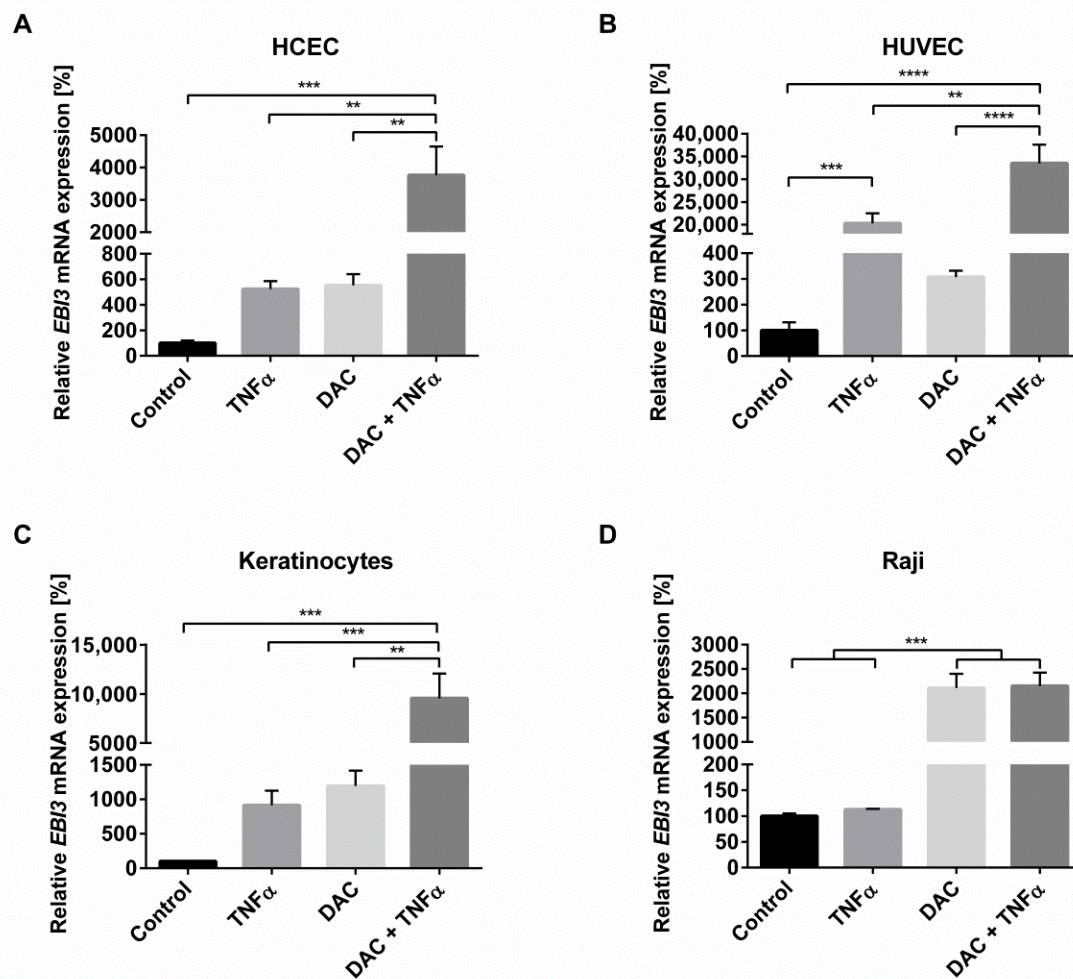 A
HCEC
Relative EBI3 mRNA expression [%]
***
**
**
5000
4000
3000
2000
800
600
400
200
0
Control
TNFα
DAC
DAC + TNFα
B
HUVEC
Relative EBI3 mRNA expression [%]
****
**
****
***
40,000
35,000
30,000
25,000
20,000
400
300
200
100
0
Control
TNFα
DAC
DAC + TNFα
C
Keratinocytes
Relative EBI3 mRNA expression [%]
***
***
**
15,000
10,000
5000
1500
1000
500
0
Control
TNFα
DAC
DAC + TNFα
D
Raji
Relative EBI3 mRNA expression [%]
***
3000
2500
2000
1500
1000
200
150
100
50
0
Control
TNFα
DAC
DAC + TNFα